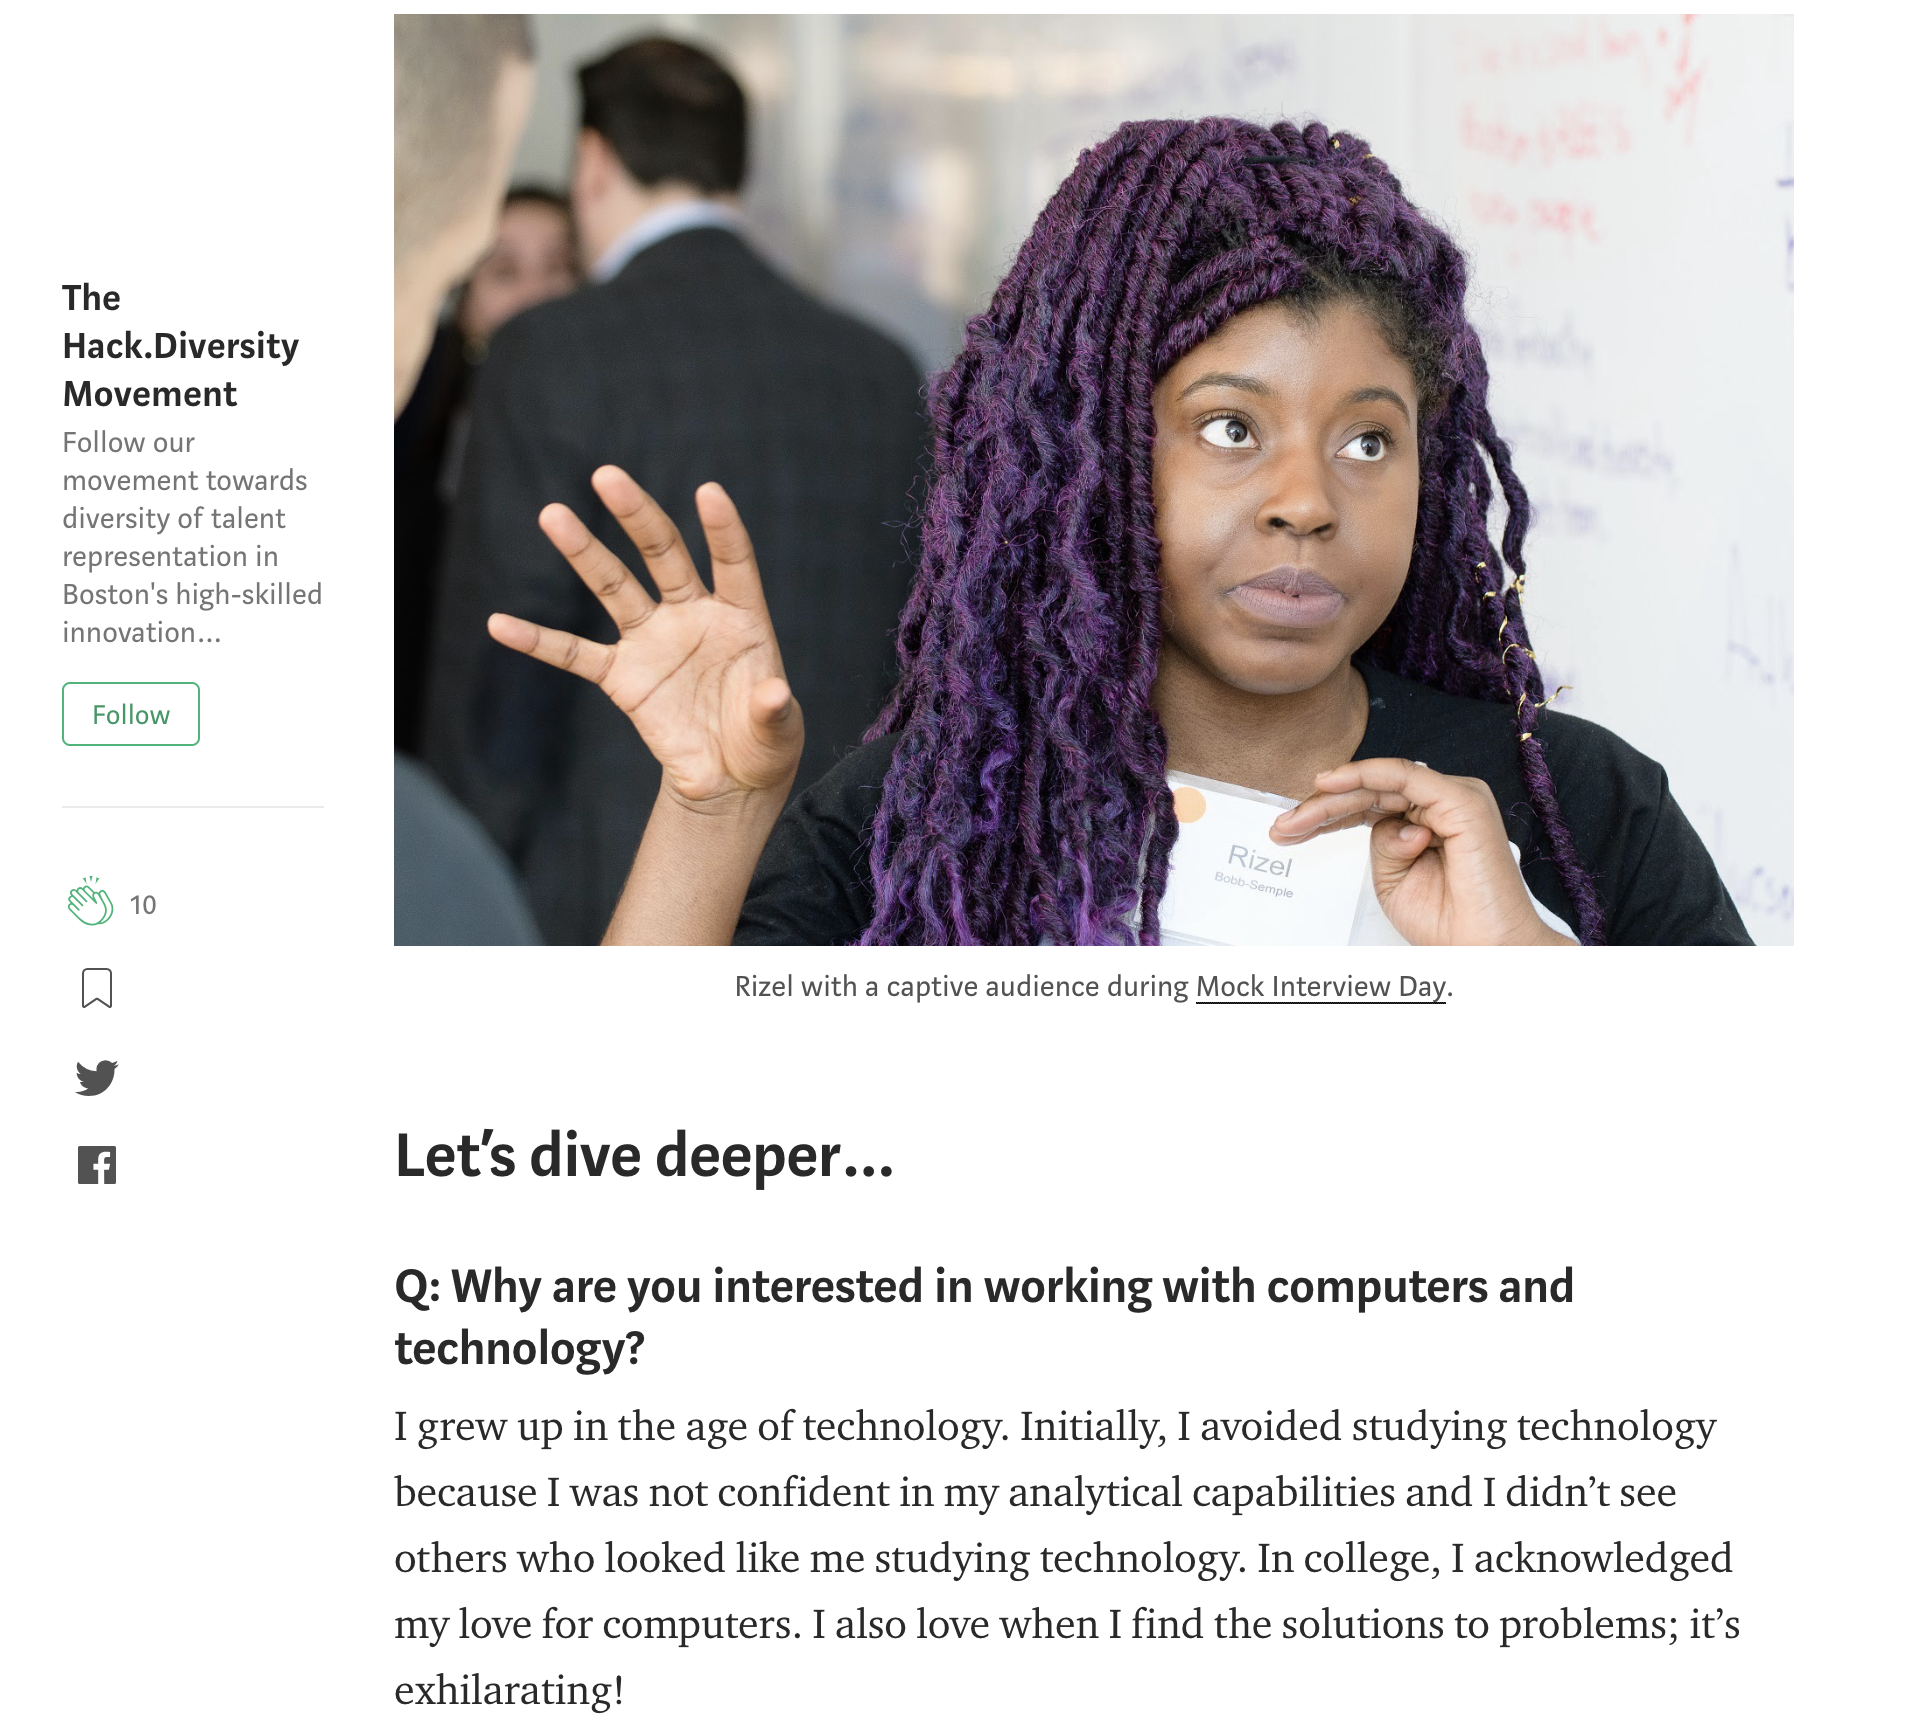 The
Hack.Diversity
Movement
Follow our
movement towards
diversity of talent
representation in
Boston's high-skilled
innovation…
Follow
10
Rizel
Bobb-Semple
Rizel with a captive audience during Mock Interview Day.
Let’s dive deeper…
Q: Why are you interested in working with computers and
technology?
I grew up in the age of technology. Initially, I avoided studying technology
because I was not confident in my analytical capabilities and I didn’t see
others who looked like me studying technology. In college, I acknowledged
my love for computers. I also love when I find the solutions to problems; it’s
exhilarating!